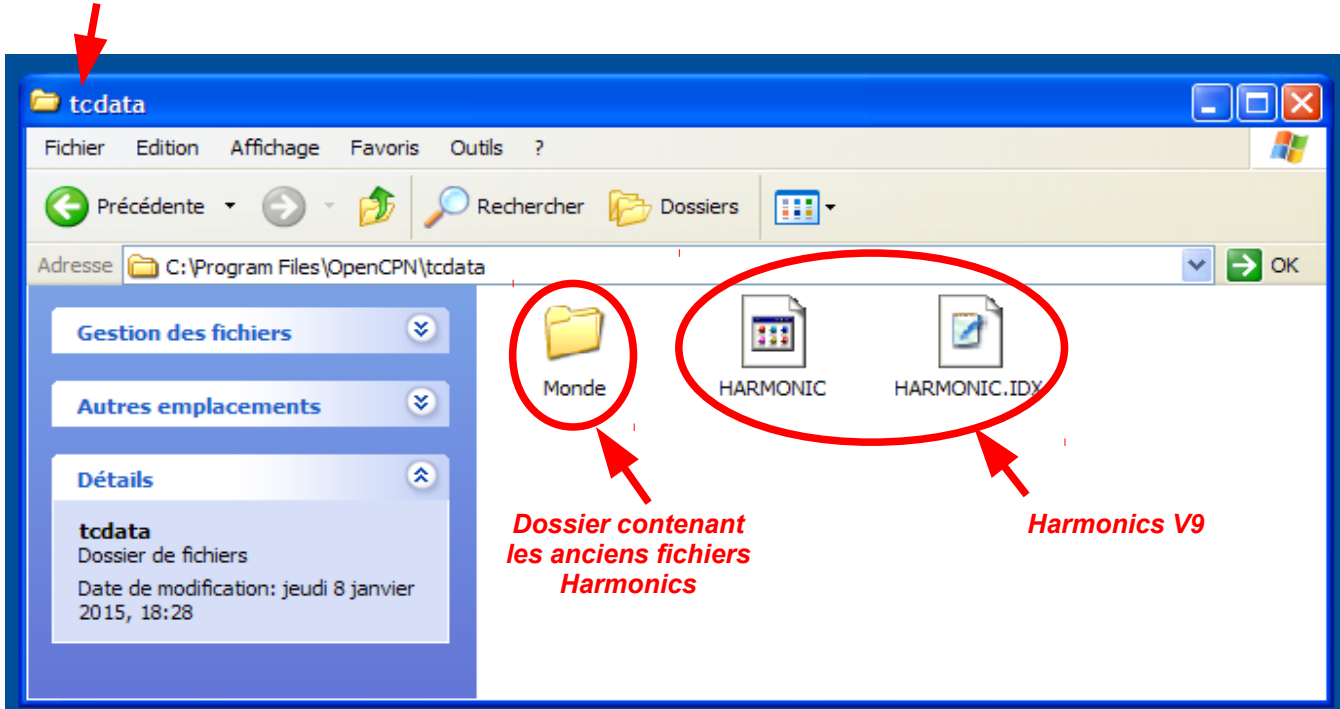 tcdata
Fichier Edition Affichage Favoris Outils ?
Précédente Rechercher Dossiers
Adresse C:\Program Files\OpenCPN\tcdata OK
Gestion des fichiers
Autres emplacements
Détails
tcdata
Dossier de fichiers
Date de modification: jeudi 8 janvier
2015, 18:28
Monde
HARMONIC
HARMONIC.IDX
Dossier contenant
les anciens fichiers
Harmonics
Harmonics V9